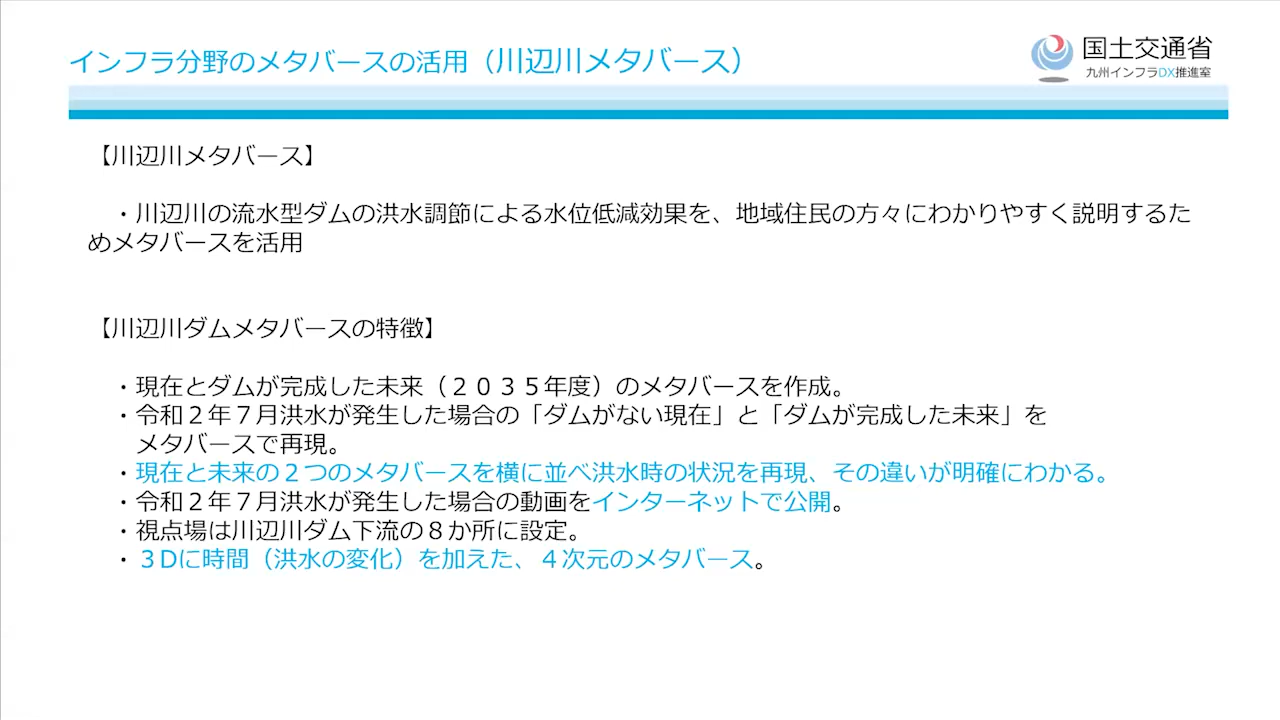 インフラ分野のメタバースの活用（川辺川メタバース）
国土交通省
九州インフラDX推進室
【川辺川メタバース】
・川辺川の流水型ダムの洪水調節による水位低減効果を、地域住民の方々にわかりやすく説明するた
めメタバースを活用
【川辺川ダムメタバースの特徴】
・現在とダムが完成した未来（２０３５年度）のメタバースを作成。
・令和２年７月洪水が発生した場合の「ダムがない現在」と「ダムが完成した未来」を
メタバースで再現。
・現在と未来の２つのメタバースを横に並べ洪水時の状況を再現、その違いが明確にわかる。
・令和２年７月洪水が発生した場合の動画をインターネットで公開。
・視点場は川辺川ダム下流の８か所に設定。
・３Dに時間（洪水の変化）を加えた、４次元のメタバース。